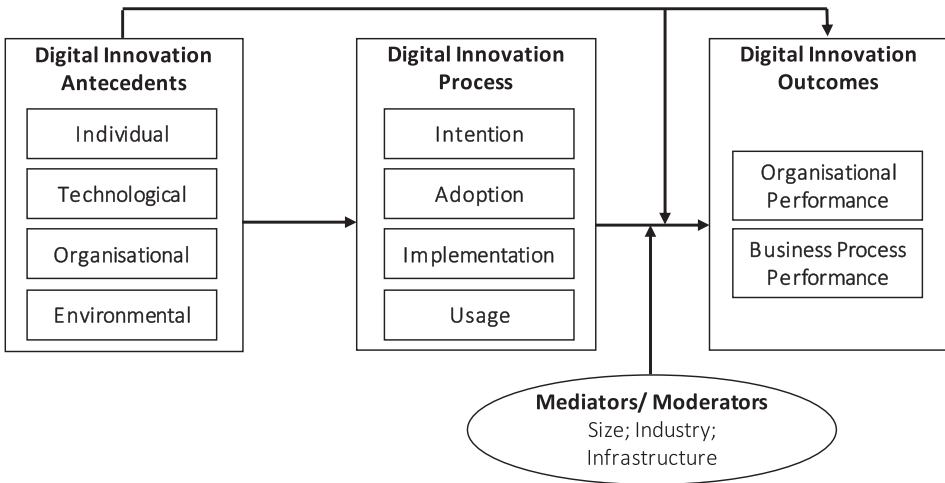 Digital Innovation
Antecedents
Individual
Technological
Organisational
Environmental
Digital Innovation
Process
Intention
Adoption
Implementation
Usage
Digital Innovation
Outcomes
Organisational
Performance
Business Process
Performance
Mediators/ Moderators
Size; Industry;
Infrastructure